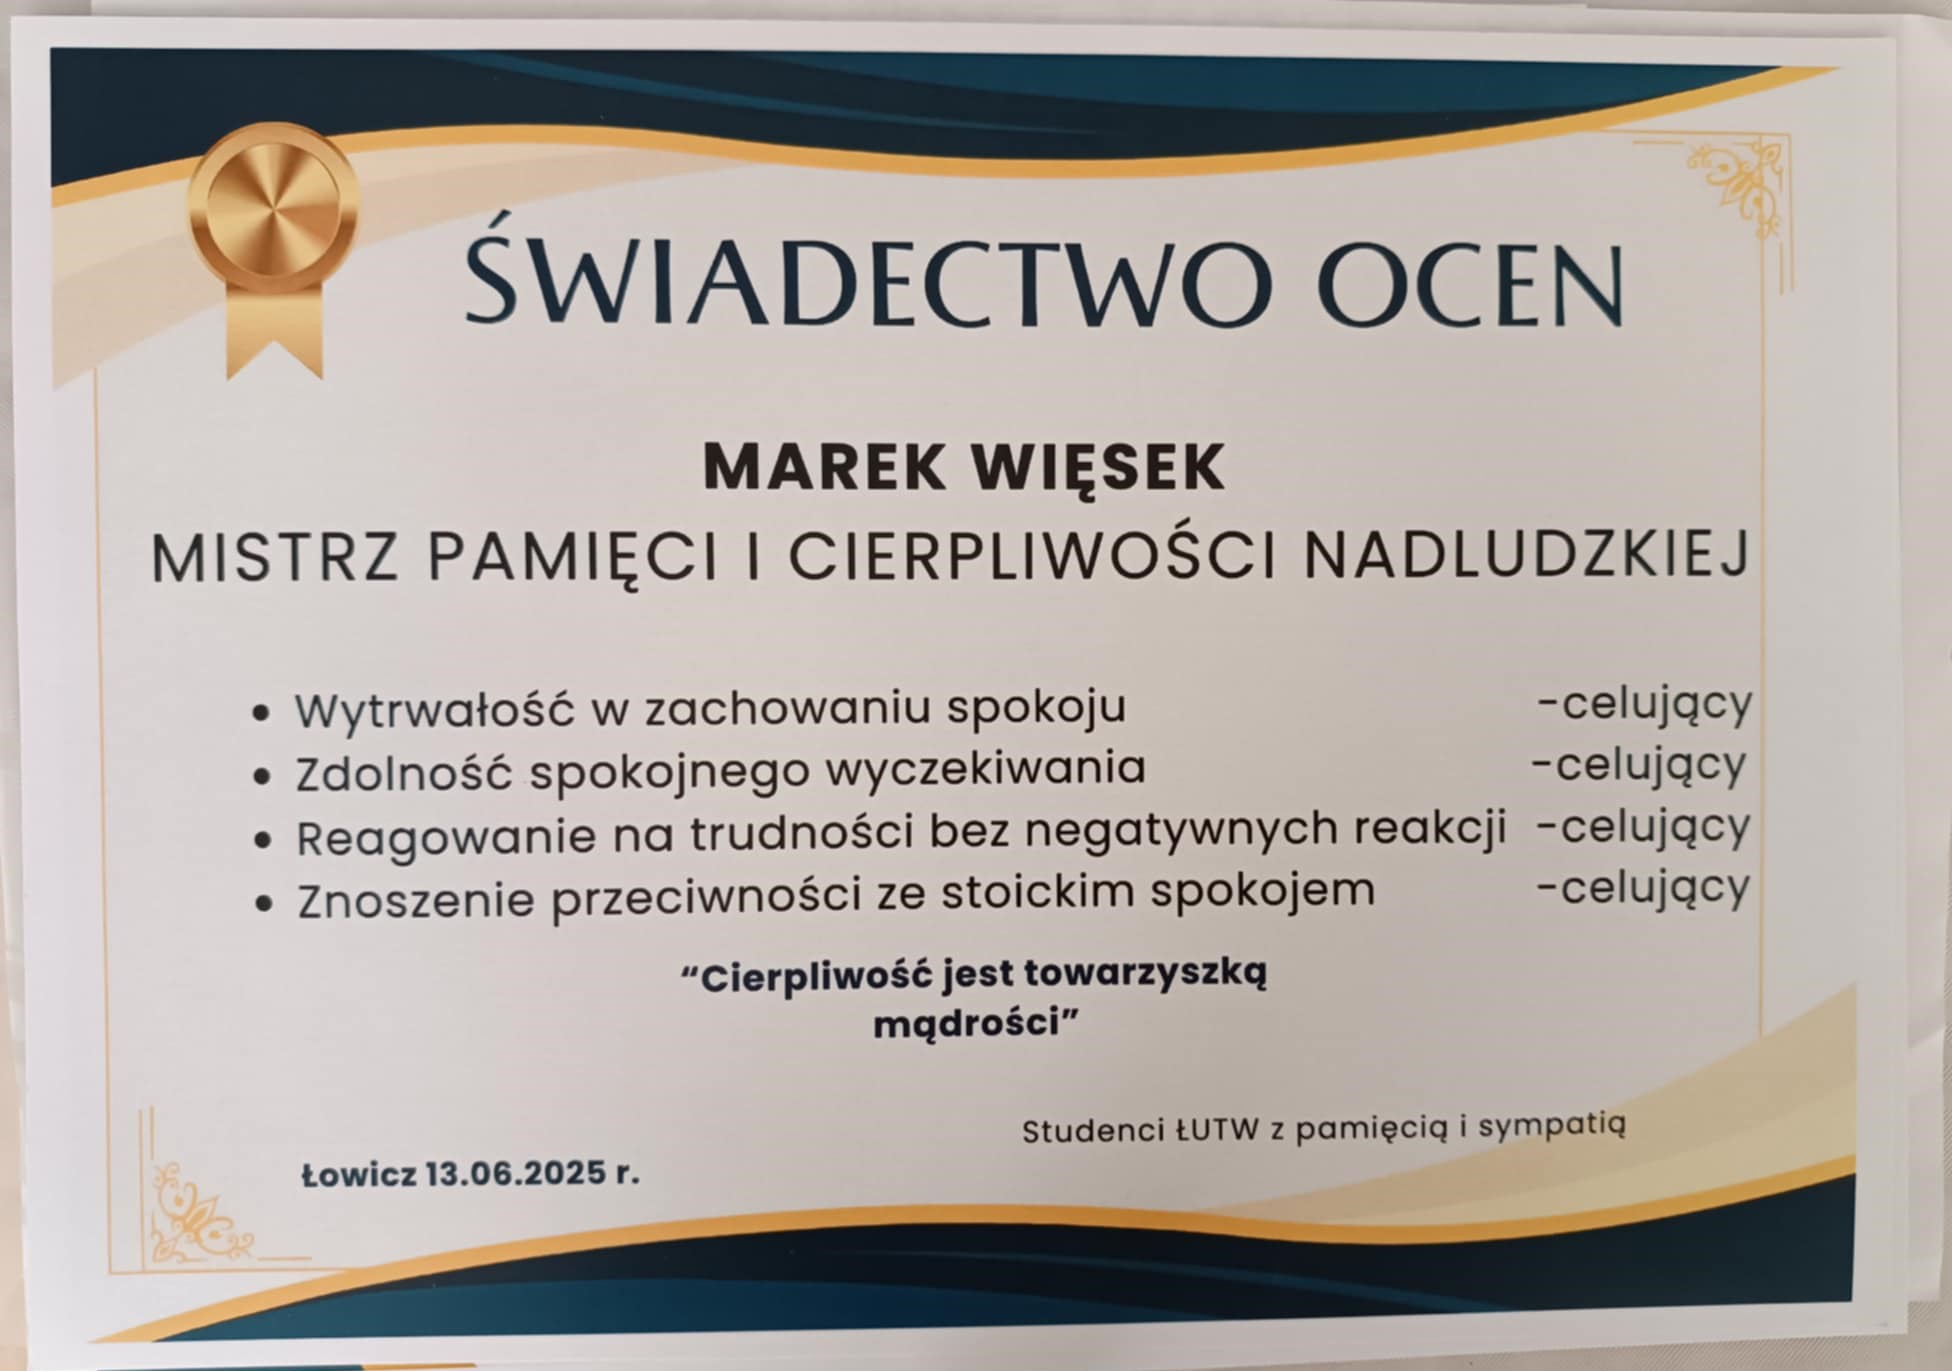 ŚWIADECTWO OCEN
MAREK WIĘSEK
MISTRZ PAMIĘCI I CIERPLIWOŚCI NADLUDZKIEJ
• Wytrwałość w zachowaniu spokoju -celujący
• Zdolność spokojnego wyczekiwania -celujący
• Reagowanie na trudności bez negatywnych reakcji -celujący
• Znoszenie przeciwności ze stoickim spokojem -celujący
“Cierpliwość jest towarzyszką
mądrości”
Studenci ŁUTW z pamięcią i sympatią
Łowicz 13.06.2025 r.